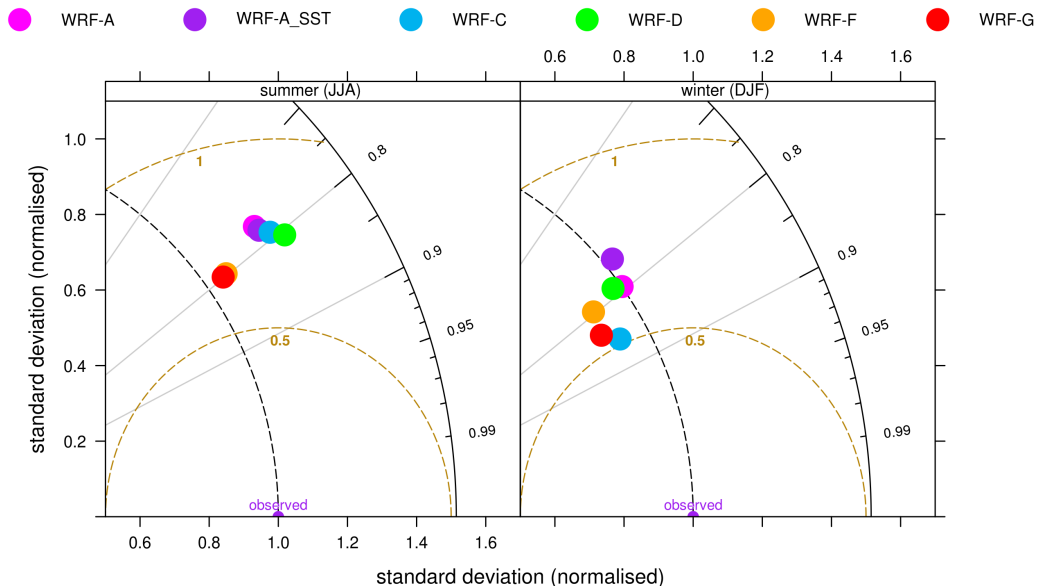 WRF-A WRF-A_SST WRF-C WRF-D WRF-F WRF-G
0.6 0.8 1.0 1.2 1.4 1.6
summer (JJA) winter (DJF)
standard deviation (normalised)
1.0
0.8
0.6
0.4
0.2
1
0.5
0.8
0.9
0.95
0.99
observed
1
0.5
0.8
0.9
0.95
0.99
observed
0.6 0.8 1.0 1.2 1.4 1.6
standard deviation (normalised)